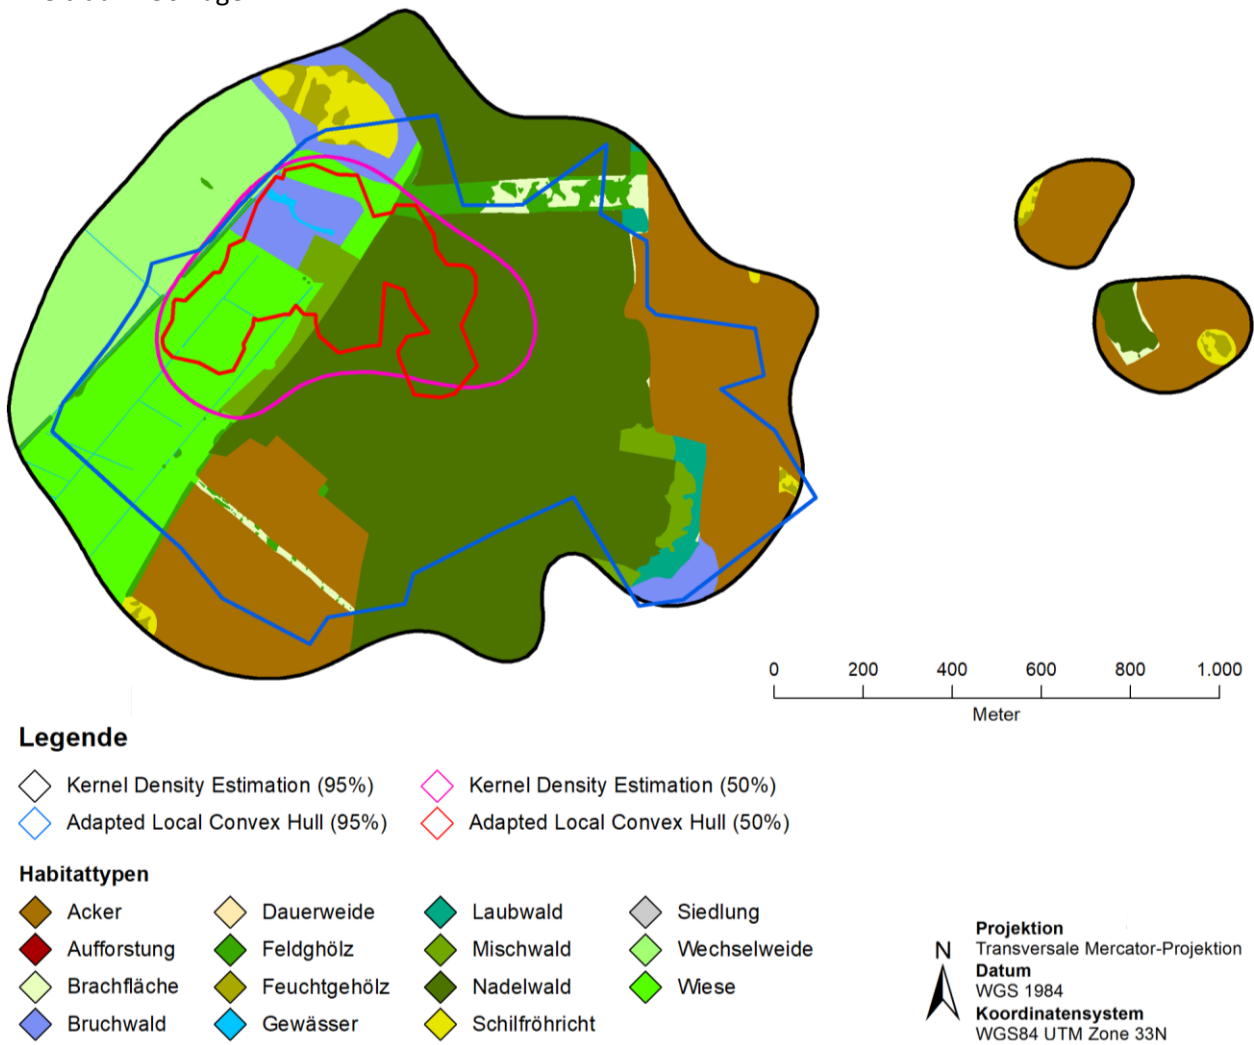 0 200 400 600 800 1.000
Meter
Legende
Kernel Density Estimation (95%) Kernel Density Estimation (50%)
Adapted Local Convex Hull (95%) Adapted Local Convex Hull (50%)
Habitattypen
Acker Dauerweide Laubwald Siedlung
Aufforstung Feldghölz Mischwald Wechselweide
Brachfläche Feuchtgehölz Nadelwald Wiese
Bruchwald Gewässer Schilfröhricht
N
Projektion
Transversale Mercator-Projektion
Datum
WGS 1984
Koordinatensystem
WGS84 UTM Zone 33N